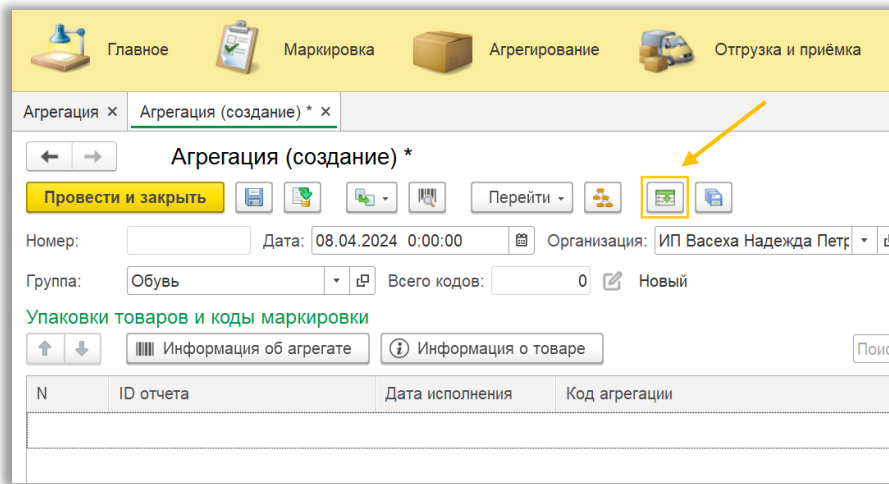 Главное Маркировка Агрегирование Отгрузка и приёмка
Агрегация × Агрегация (создание) * ×
Агрегация (создание) *
Провести и закрыть Перейти
Номер: Дата: 08.04.2024 0:00:00 Организация: ИП Васеха Надежда Петр
Группа: Обувь Всего кодов: 0 Новый
Упаковки товаров и коды маркировки
Информация об агрегате Информация о товаре Поис
N ID отчета Дата исполнения Код агрегации